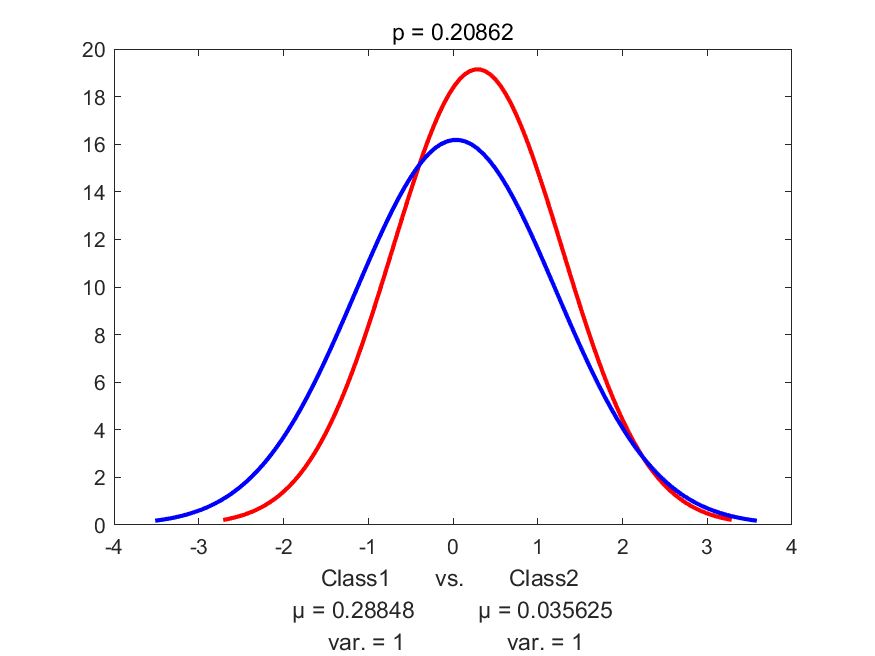 p = 0.20862
20
18
16
14
12
10
8
6
4
2
0
-4 -3 -2 -1 0 1 2 3 4
Class1 vs. Class2
μ = 0.28848 μ = 0.035625
var. = 1 var. = 1